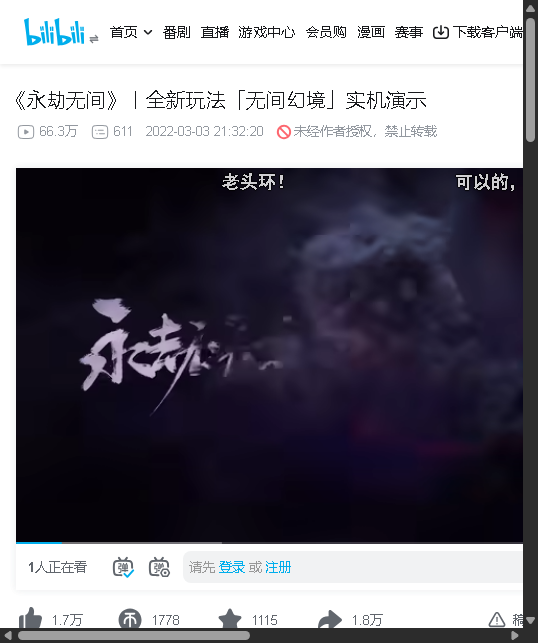 bilibili 首页 番剧 直播 游戏中心 会员购 漫画 赛事 下载客户端
《永劫无间》｜全新玩法「无间幻境」实机演示
66.3万 611 2022-03-03 21:32:20 未经作者授权，禁止转载
老头环! 可以的,
永劫
1人正在看 弹 弹 请先 登录 或 注册
1.7万 1778 1115 1.8万